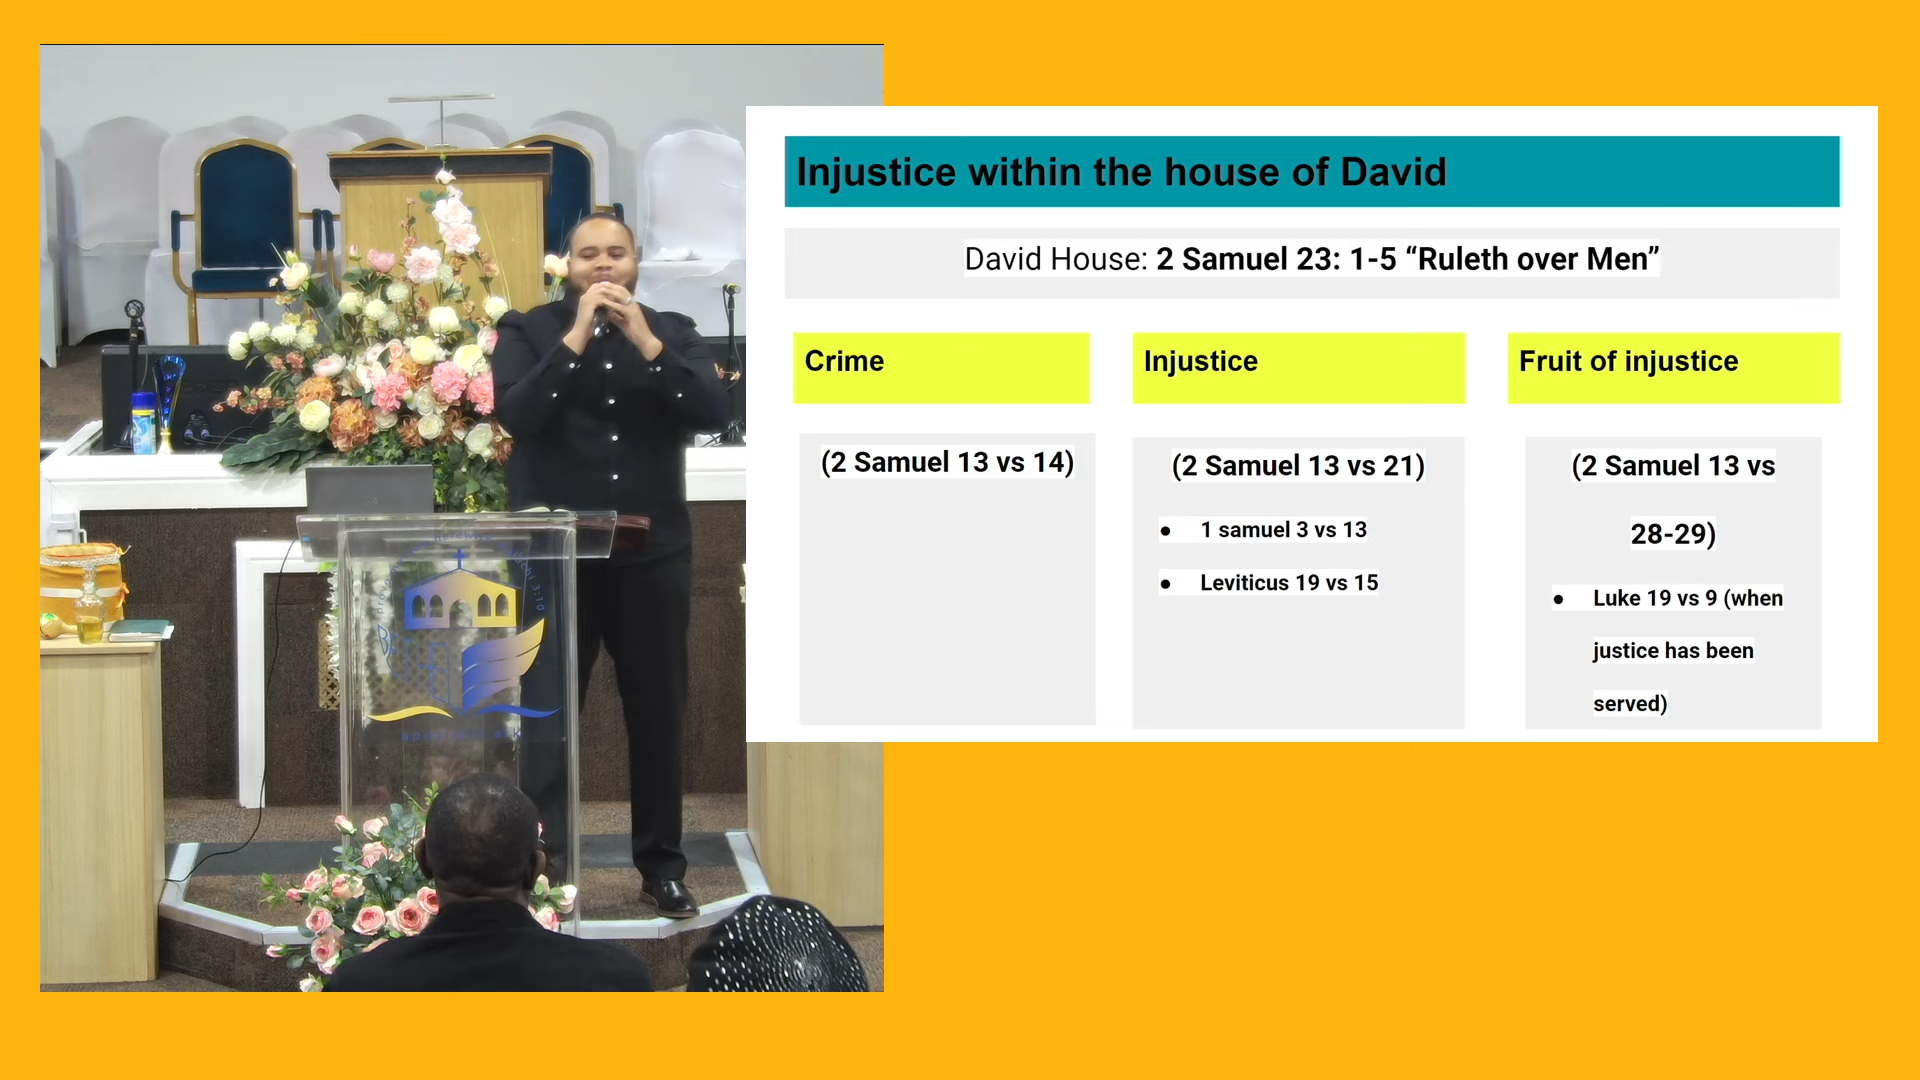 Injustice within the house of David
David House: 2 Samuel 23: 1-5 “Ruleth over Men”
Crime
(2 Samuel 13 vs 14)
Injustice
(2 Samuel 13 vs 21)
● 1 samuel 3 vs 13
● Leviticus 19 vs 15
Fruit of injustice
(2 Samuel 13 vs
28-29)
● Luke 19 vs 9 (when
justice has been
served)
3:10